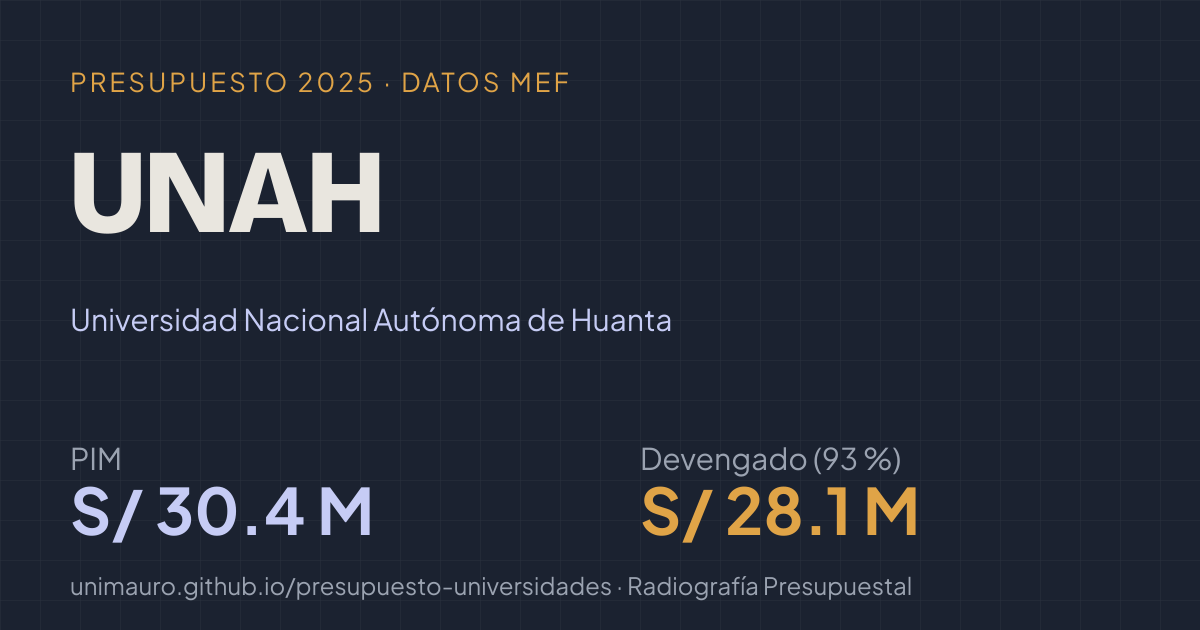 PRESUPUESTO 2025 · DATOS MEF
UNAH
Universidad Nacional Autónoma de Huanta
PIM
Devengado (93 %)
S/ 30.4 M
S/ 28.1 M
unimauro.github.io/presupuesto-universidades · Radiografía Presupuestal